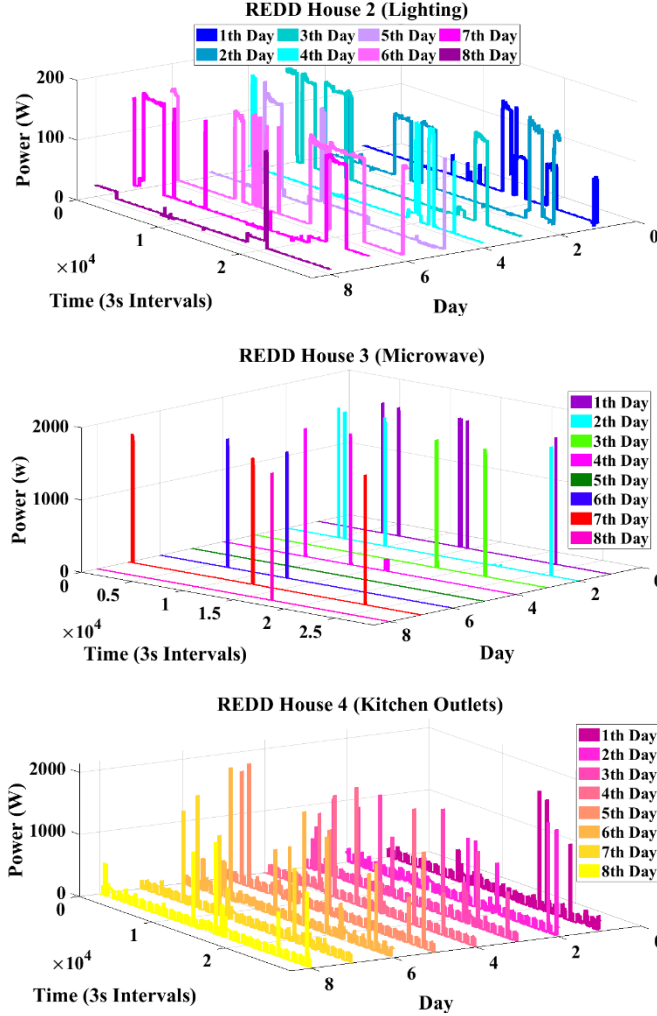 REDD House 2 (Lighting)
1th Day 3th Day 5th Day 7th Day
2th Day 4th Day 6th Day 8th Day
200
100
0
Power (W)
0
1
2
×10⁴
Time (3s Intervals)
8
6
4
2
0
Day
REDD House 3 (Microwave)
1th Day
2th Day
3th Day
4th Day
5th Day
6th Day
7th Day
8th Day
2000
1000
0
Power (w)
0
0.5
1
1.5
2
2.5
×10⁴
Time (3s Intervals)
8
6
4
2
0
Day
REDD House 4 (Kitchen Outlets)
1th Day
2th Day
3th Day
4th Day
5th Day
6th Day
7th Day
8th Day
2000
1000
0
Power (W)
0
1
2
×10⁴
Time (3s Intervals)
8
6
4
2
0
Day